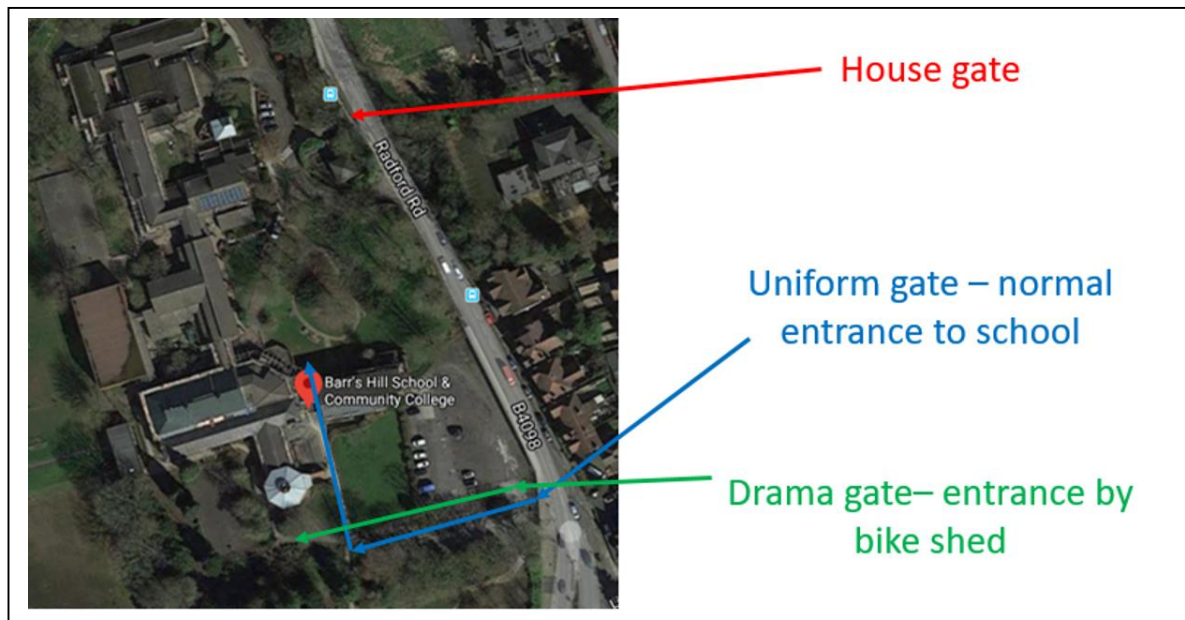 House gate
Radford Rd
Uniform gate – normal
entrance to school
Barr's Hill School &
Community College
B4098
Drama gate– entrance by
bike shed